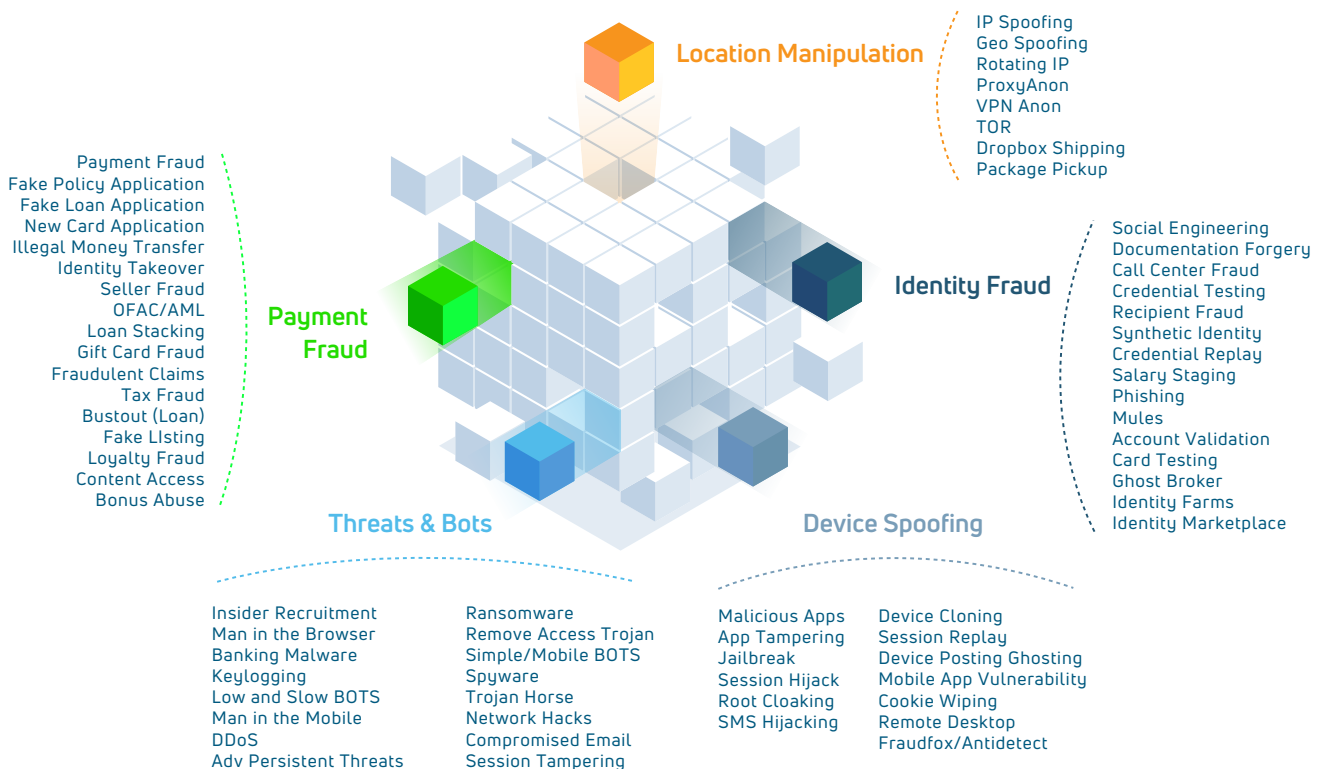 Location Manipulation
IP Spoofing
Geo Spoofing
Rotating IP
ProxyAnon
VPN Anon
TOR
Dropbox Shipping
Package Pickup
Payment Fraud
Fake Policy Application
Fake Loan Application
New Card Application
Illegal Money Transfer
Identity Takeover
Seller Fraud
OFAC/AML
Loan Stacking
Gift Card Fraud
Fraudulent Claims
Tax Fraud
Bustout (Loan)
Fake LIsting
Loyalty Fraud
Content Access
Bonus Abuse
Payment
Fraud
Identity Fraud
Social Engineering
Documentation Forgery
Call Center Fraud
Credential Testing
Recipient Fraud
Synthetic Identity
Credential Replay
Salary Staging
Phishing
Mules
Account Validation
Card Testing
Ghost Broker
Identity Farms
Identity Marketplace
Threats & Bots
Insider Recruitment
Man in the Browser
Banking Malware
Keylogging
Low and Slow BOTS
Man in the Mobile
DDoS
Adv Persistent Threats
Ransomware
Remove Access Trojan
Simple/Mobile BOTS
Spyware
Trojan Horse
Network Hacks
Compromised Email
Session Tampering
Device Spoofing
Malicious Apps
App Tampering
Jailbreak
Session Hijack
Root Cloaking
SMS Hijacking
Device Cloning
Session Replay
Device Posting Ghosting
Mobile App Vulnerability
Cookie Wiping
Remote Desktop
Fraudfox/Antidetect